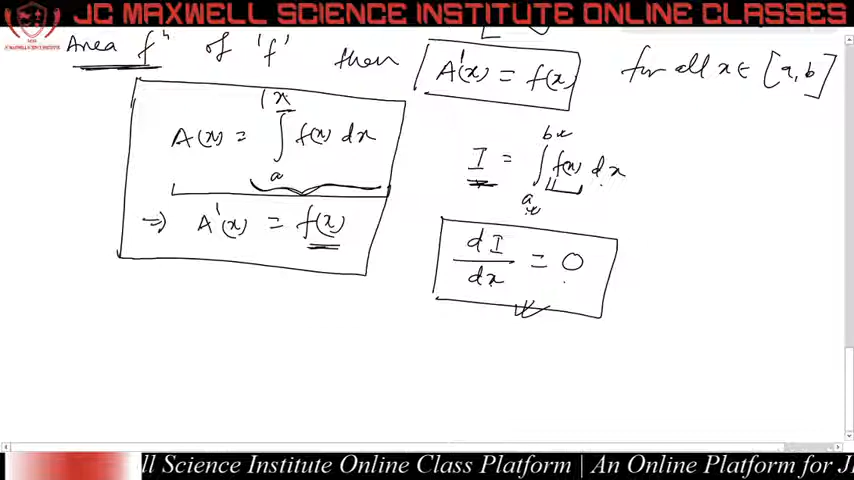 JC MAXWELL SCIENCE INSTITUTE ONLINE CLASSES
Area fⁿ of 'f' then A'(x) = f(x) for all x ∈ [a, b]
A(x) = ∫ₐˣ f(x) dx
⇒ A'(x) = f(x)
I = ∫ₐᵇ f(x) dx
dI/dx = 0
ll Science Institute Online Class Platform | An Online Platform for JE